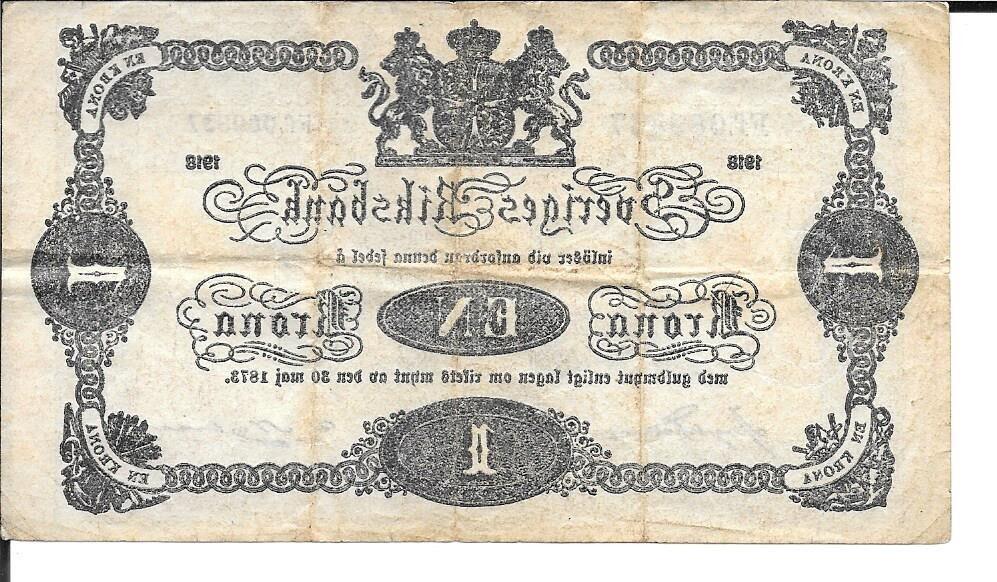 EN KRONA
EN KRONA
1918
1918
Sveriges Riksbank
inlöser vid anfordran denna sedel å
1
1
Krona
EN
Krona
med guldmynt enligt lagen om rikets mynt av den 30 maj 1873.
EN KRONA
1
EN KRONA